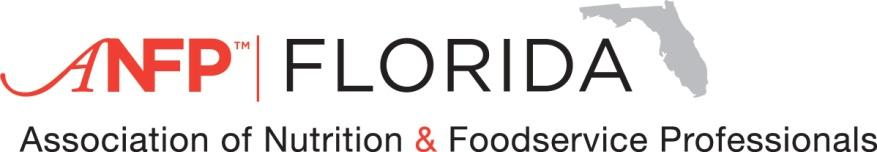 ANFP™ | FLORIDA
Association of Nutrition & Foodservice Professionals